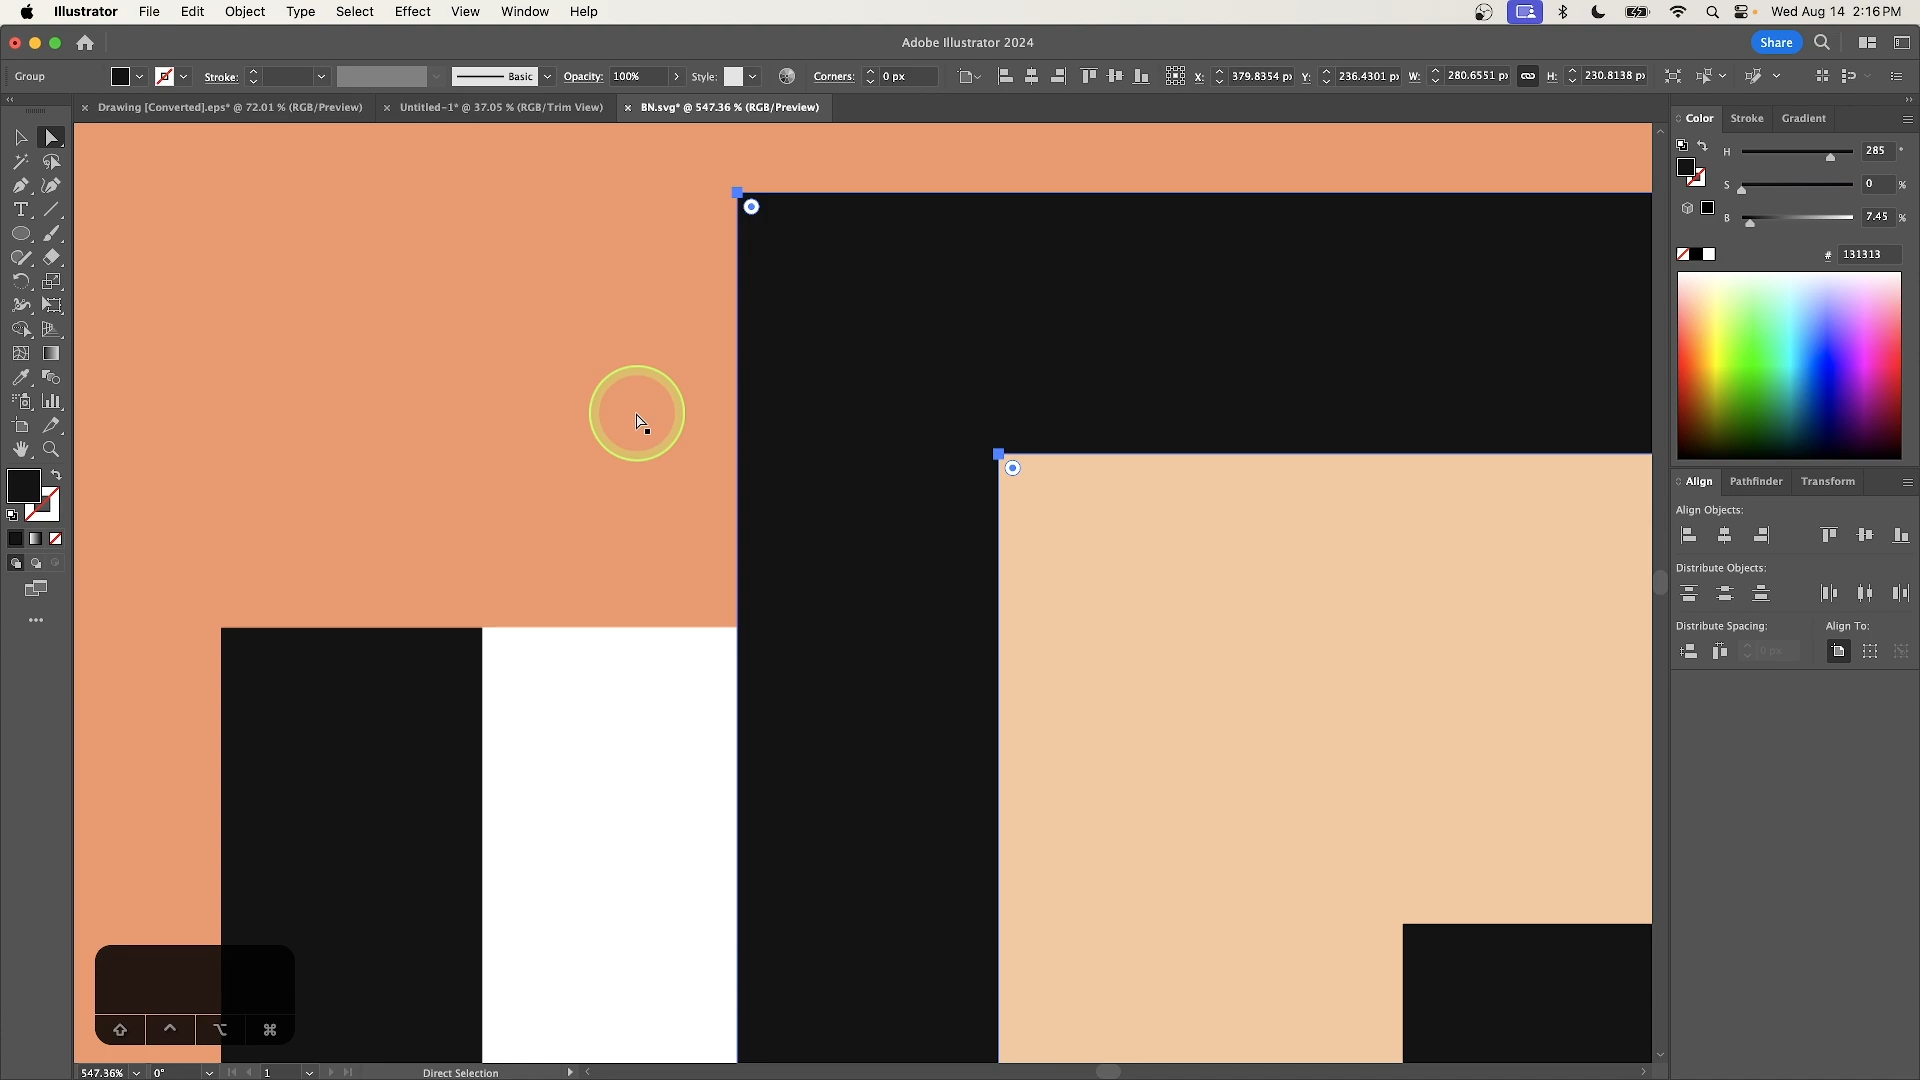 Illustrator File Edit Object Type Select Effect View Window Help Wed Aug 14 2:16 PM
Adobe Illustrator 2024 Share
Group Stroke: Basic Opacity: 100% Style: Corners: 0 px X: 379.8354 p Y: 236.4301 p W: 280.6551 p H: 230.8138 p
Drawing [Converted].eps* @ 72.01 % (RGB/Preview) Untitled-1* @ 37.05 % (RGB/Trim View) BN.svg* @ 547.36 % (RGB/Preview)
Color Stroke Gradient
H 285 °
S 0 %
B 7.45 %
# 131313
Align Pathfinder Transform
Align Objects:
Distribute Objects:
Distribute Spacing: Align To:
0 px
547.36% 0° 1 Direct Selection